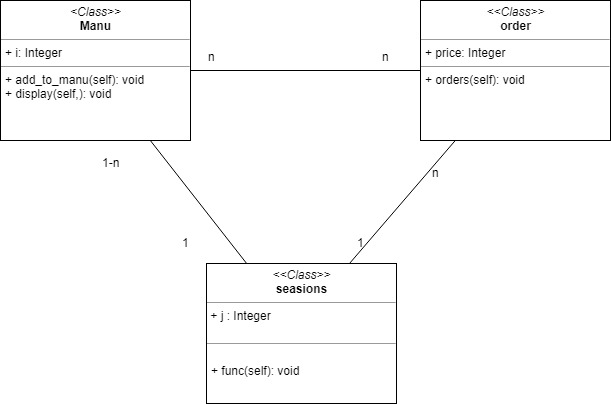 <Class>>
Manu
+ i: Integer
+ add_to_manu(self): void
+ display(self,): void
<<Class>>
order
+ price: Integer
+ orders(self): void
n
n
1-n
1
n
1
<<Class>>
seasions
+ j : Integer
+ func(self): void